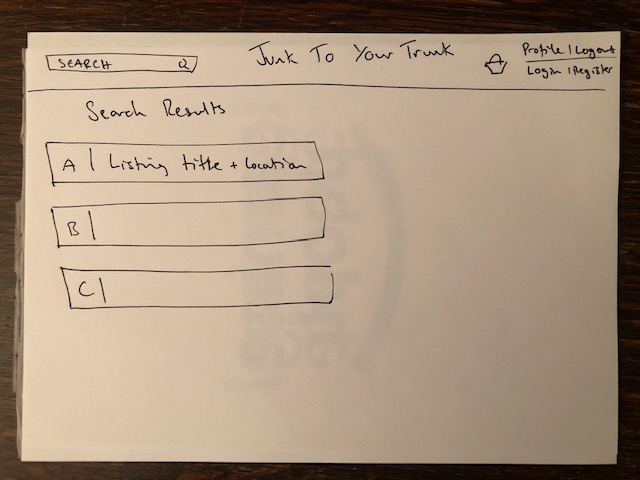 SEARCH
Junk To Your Trunk
Profile | Logout
Login | Register
Search Results
A | Listing title + location
B |
C |